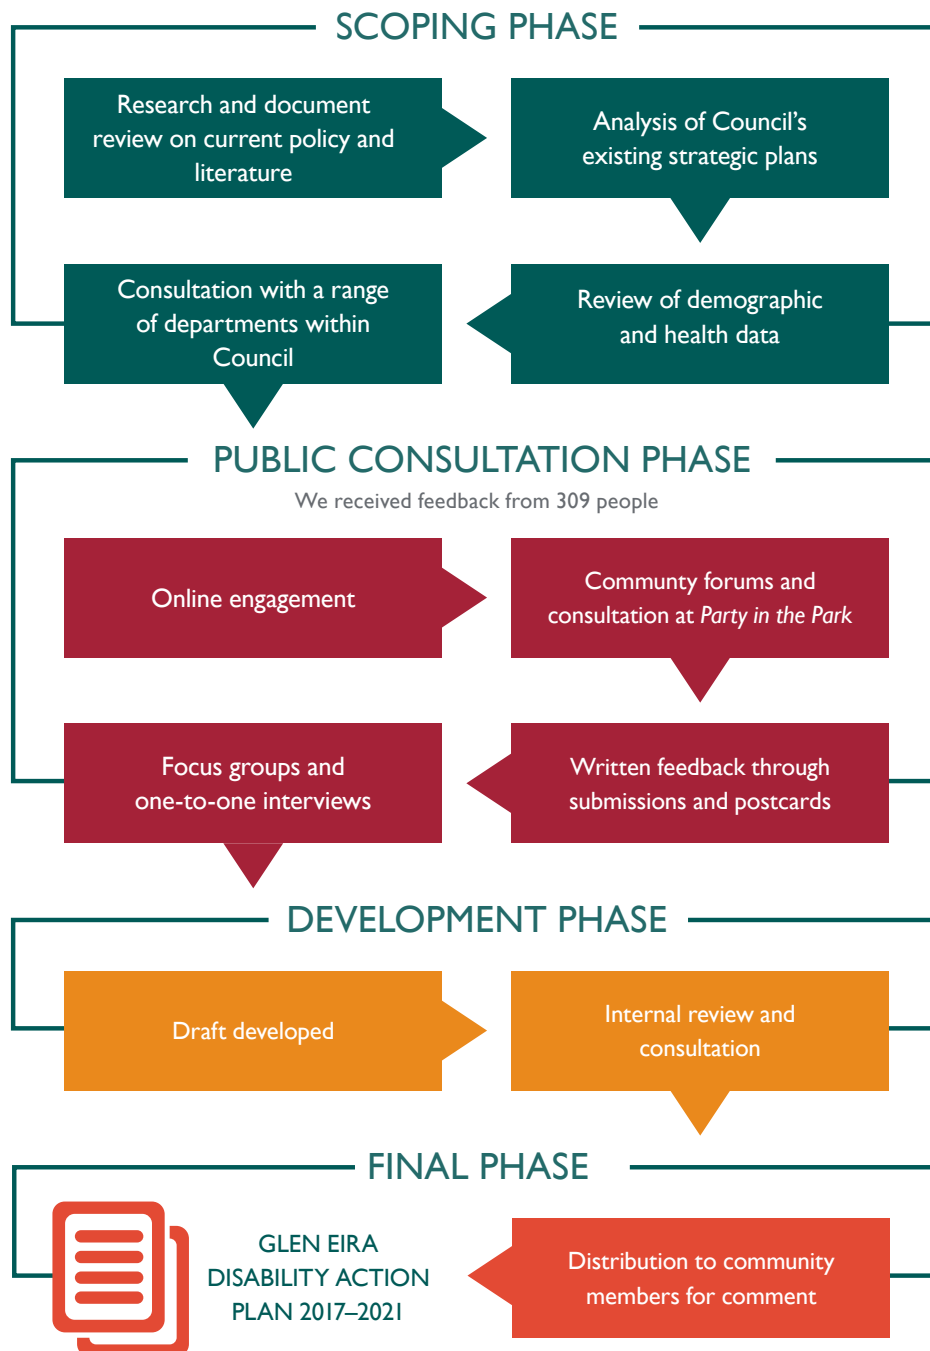 SCOPING PHASE
Research and document
review on current policy and
literature
Analysis of Council's
existing strategic plans
Consultation with a range
of departments within
Council
Review of demographic
and health data
PUBLIC CONSULTATION PHASE
We received feedback from 309 people
Online engagement
Communty forums and
consultation at Party in the Park
Focus groups and
one-to-one interviews
Written feedback through
submissions and postcards
DEVELOPMENT PHASE
Draft developed
Internal review and
consultation
FINAL PHASE
GLEN EIRA
DISABILITY ACTION
PLAN 2017–2021
Distribution to community
members for comment